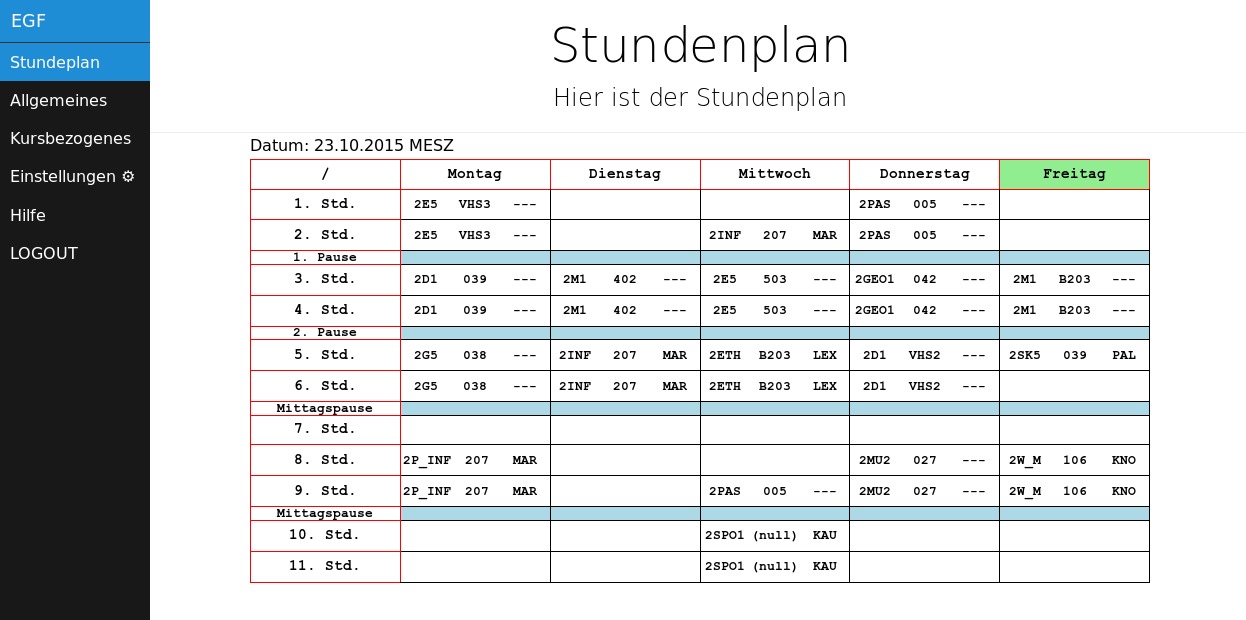 EGF
Stundeplan
Allgemeines
Kursbezogenes
Einstellungen ⚙
Hilfe
LOGOUT
Stundenplan
Hier ist der Stundenplan
Datum: 23.10.2015 MESZ
/ Montag Dienstag Mittwoch Donnerstag Freitag
1. Std. 2E5 VHS3 --- 2PAS 005 ---
2. Std. 2E5 VHS3 --- 2INF 207 MAR 2PAS 005 ---
1. Pause
3. Std. 2D1 039 --- 2M1 402 --- 2E5 503 --- 2GEO1 042 --- 2M1 B203 ---
4. Std. 2D1 039 --- 2M1 402 --- 2E5 503 --- 2GEO1 042 --- 2M1 B203 ---
2. Pause
5. Std. 2G5 038 --- 2INF 207 MAR 2ETH B203 LEX 2D1 VHS2 --- 2SK5 039 PAL
6. Std. 2G5 038 --- 2INF 207 MAR 2ETH B203 LEX 2D1 VHS2 ---
Mittagspause
7. Std.
8. Std. 2P_INF 207 MAR 2MU2 027 --- 2W_M 106 KNO
9. Std. 2P_INF 207 MAR 2PAS 005 --- 2MU2 027 --- 2W_M 106 KNO
Mittagspause
10. Std. 2SPO1 (null) KAU
11. Std. 2SPO1 (null) KAU